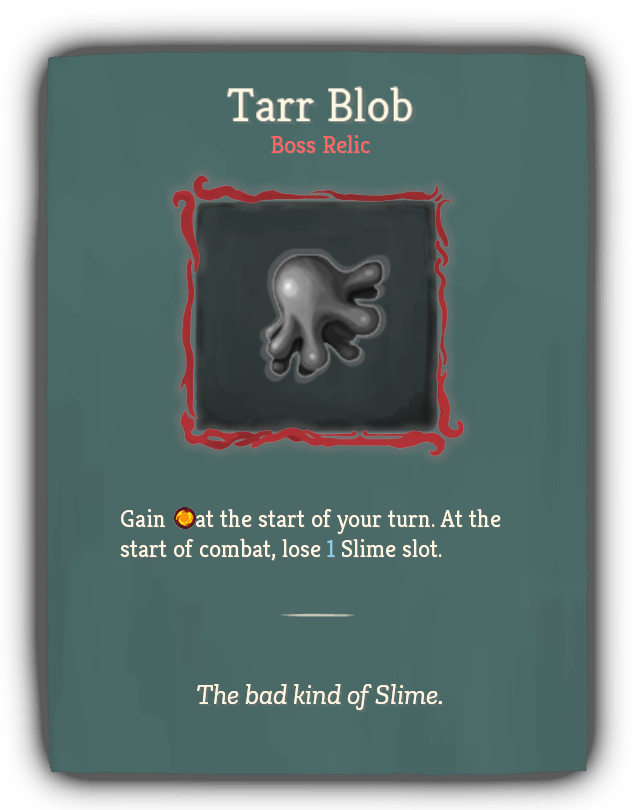 Tarr Blob
Boss Relic
Gain at the start of your turn. At the
start of combat, lose 1 Slime slot.
The bad kind of Slime.